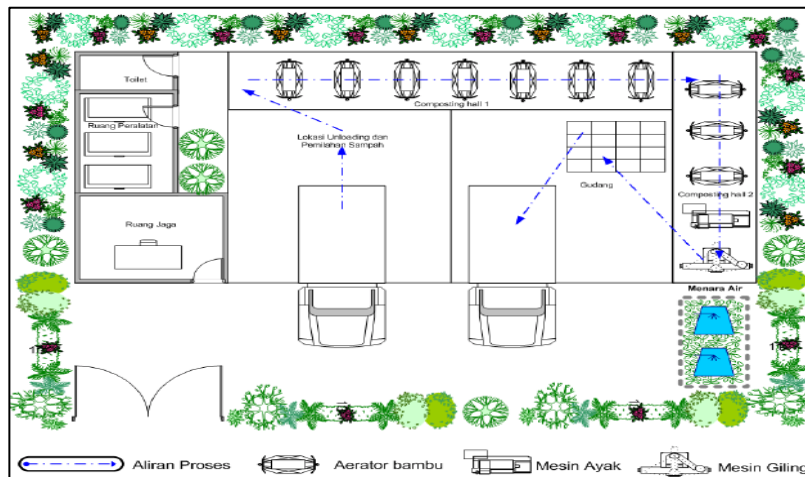 Toilet
Composting hall 1
Ruang Peralatan
Lokasi Unloading dan
Pemilahan Sampah
Gudang
Composting hall 2
Ruang Jaga
Menara Air
Aliran Proses
Aerator bambu
Mesin Ayak
Mesin Giling